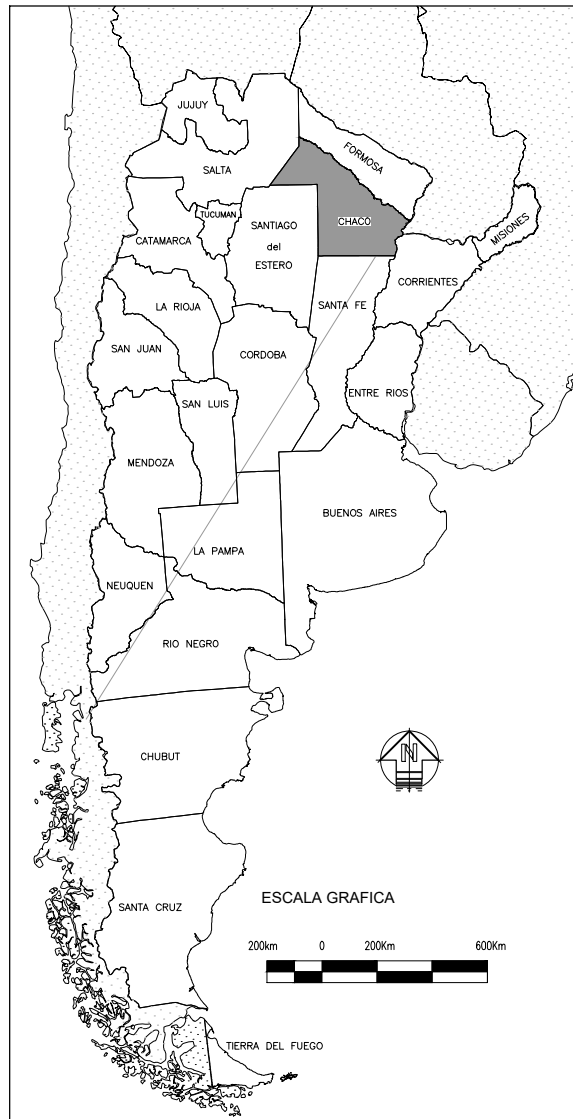 JUJUY
FORMOSA
SALTA
TUCUMAN
CHACO
MISIONES
SANTIAGO
del
ESTERO
CATAMARCA
CORRIENTES
LA RIOJA
SANTA FE
SAN JUAN
CORDOBA
ENTRE RIOS
SAN LUIS
MENDOZA
BUENOS AIRES
LA PAMPA
NEUQUEN
RIO NEGRO
N
CHUBUT
ESCALA GRAFICA
SANTA CRUZ
200km 0 200Km 600Km
TIERRA DEL FUEGO